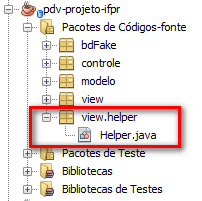 pdv-projeto-ifpr
Pacotes de Códigos-fonte
bdFake
controle
modelo
view
view.helper
Helper.java
Pacotes de Teste
Bibliotecas
Bibliotecas de Testes